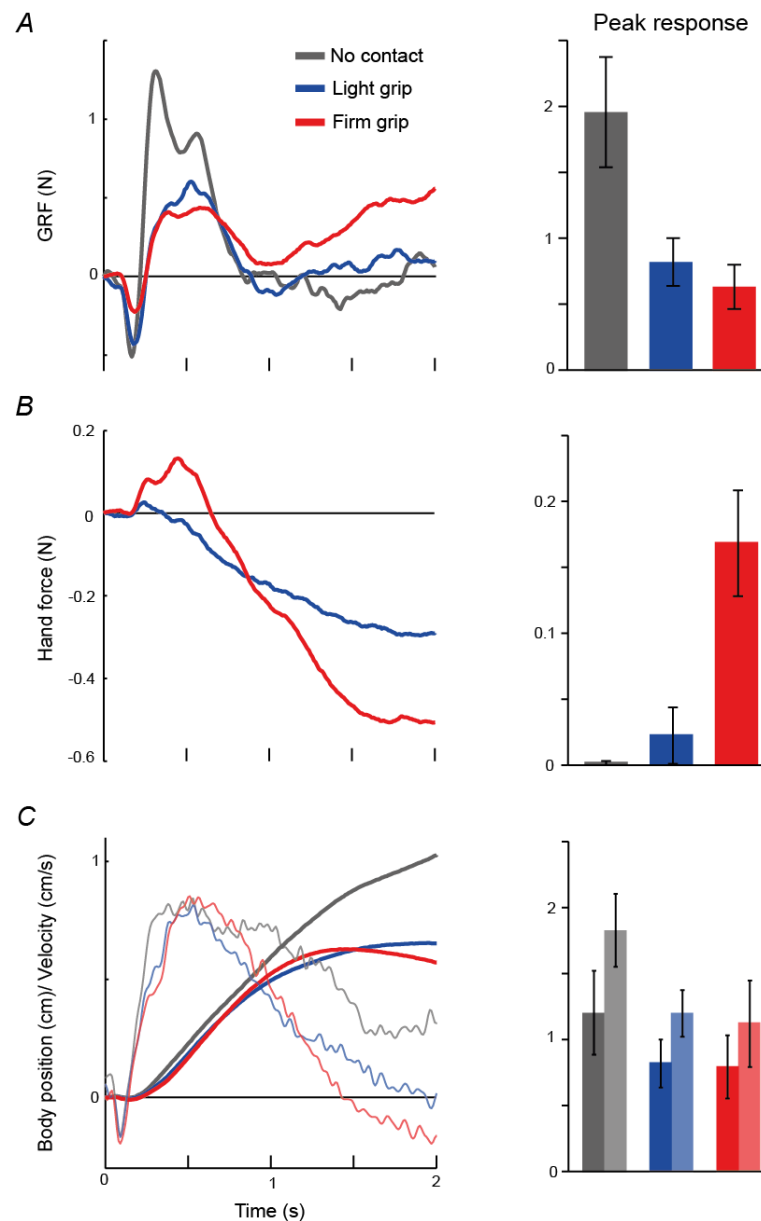 A
Peak response
No contact
Light grip
Firm grip
GRF (N)
1
0
2
1
0
B
Hand force (N)
0.2
0
-0.2
-0.4
-0.6
0.2
0.1
0
C
Body position (cm)/ Velocity (cm/s)
1
0
0
1
2
Time (s)
2
1
0